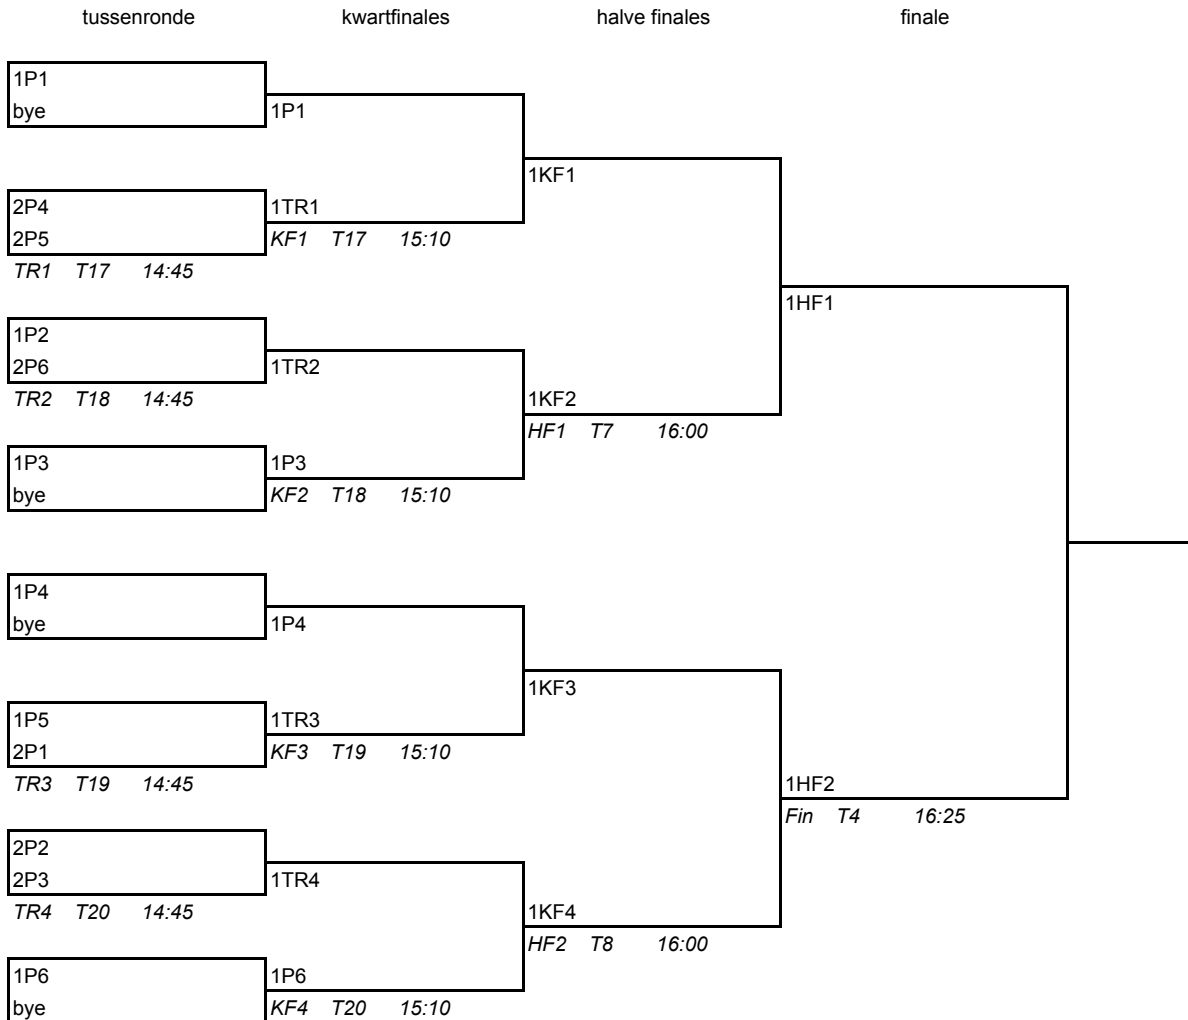 tussenronde kwartfinales halve finales finale
1P1
bye 1P1
1KF1
2P4 1TR1
2P5 KF1 T17 15:10
TR1 T17 14:45
1HF1
1P2
2P6 1TR2
TR2 T18 14:45 1KF2
HF1 T7 16:00
1P3 1P3
bye KF2 T18 15:10
1P4
bye 1P4
1KF3
1P5 1TR3
2P1 KF3 T19 15:10
TR3 T19 14:45 1HF2
Fin T4 16:25
2P2
2P3 1TR4
TR4 T20 14:45 1KF4
HF2 T8 16:00
1P6 1P6
bye KF4 T20 15:10